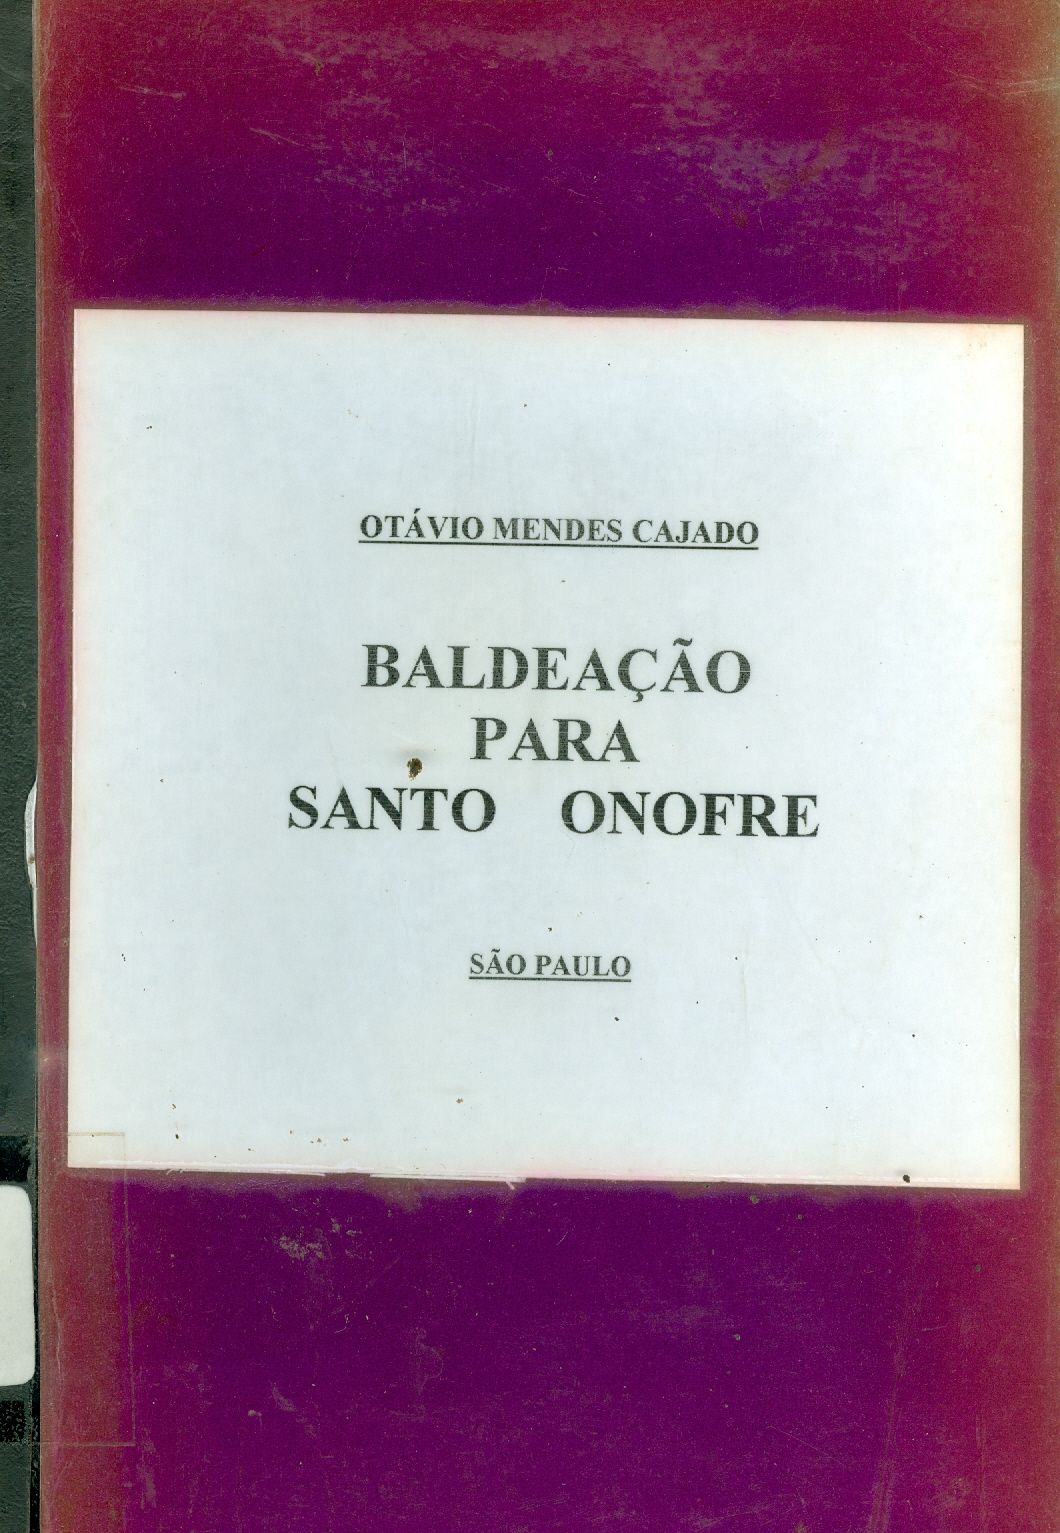 OTÁVIO MENDES CAJADO
BALDEAÇÃO
PARA
SANTO ONOFRE
SÃO PAULO